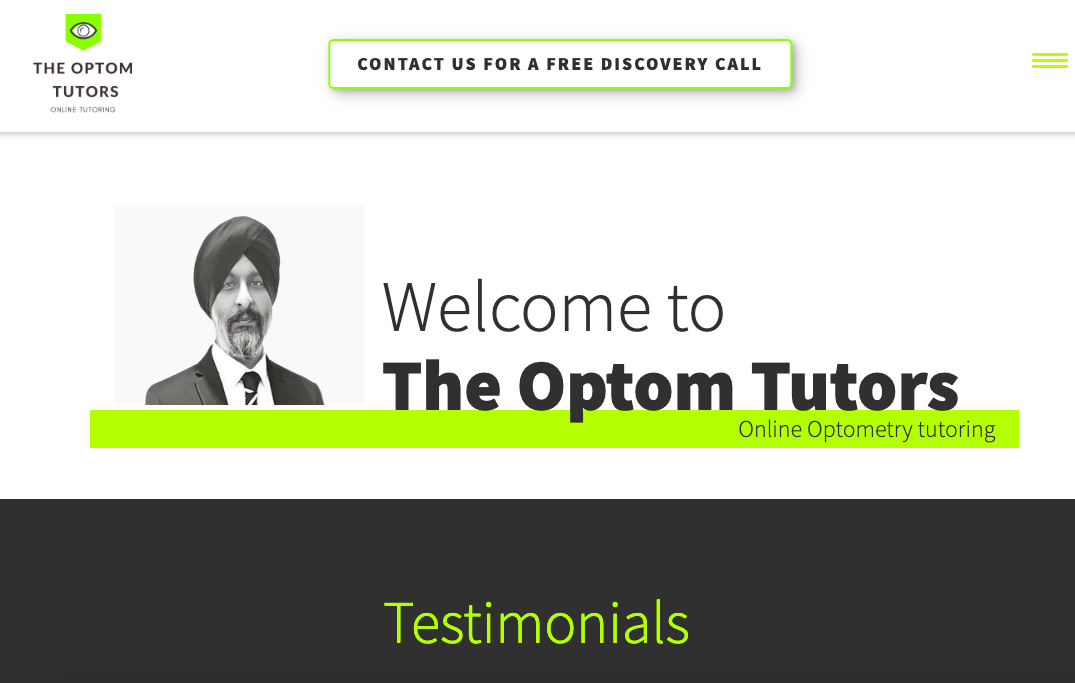 THE OPTOM
TUTORS
ONLINE TUTORING
CONTACT US FOR A FREE DISCOVERY CALL
Welcome to
The Optom Tutors
Online Optometry tutoring
Testimonials